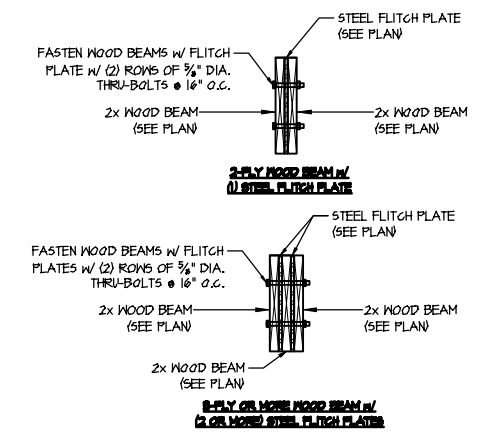 STEEL FLITCH PLATE
(SEE PLAN)
FASTEN WOOD BEAMS W/ FLITCH
PLATE W/ (2) ROWS OF 5/8" DIA.
THRU-BOLTS @ 16" O.C.
2x WOOD BEAM
(SEE PLAN)
2x WOOD BEAM
(SEE PLAN)
2-PLY WOOD BEAM W/
(1) STEEL FLITCH PLATE
STEEL FLITCH PLATE
(SEE PLAN)
FASTEN WOOD BEAMS W/ FLITCH
PLATES W/ (2) ROWS OF 5/8" DIA.
THRU-BOLTS @ 16" O.C.
2x WOOD BEAM
(SEE PLAN)
2x WOOD BEAM
(SEE PLAN)
2x WOOD BEAM
(SEE PLAN)
3-PLY OR MORE WOOD BEAM W/
(2 OR MORE) STEEL FLITCH PLATES